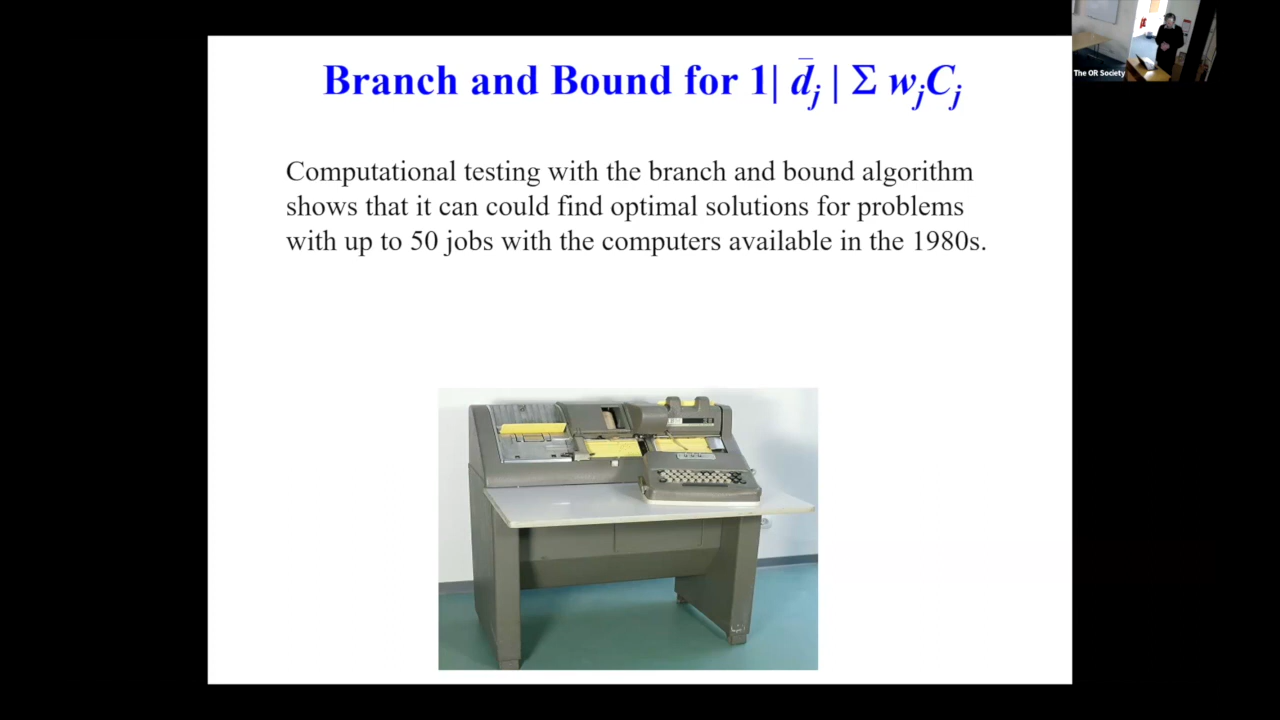 Branch and Bound for 1| d̄ⱼ | Σ wⱼCⱼ
Computational testing with the branch and bound algorithm
shows that it can could find optimal solutions for problems
with up to 50 jobs with the computers available in the 1980s.
The OR Society